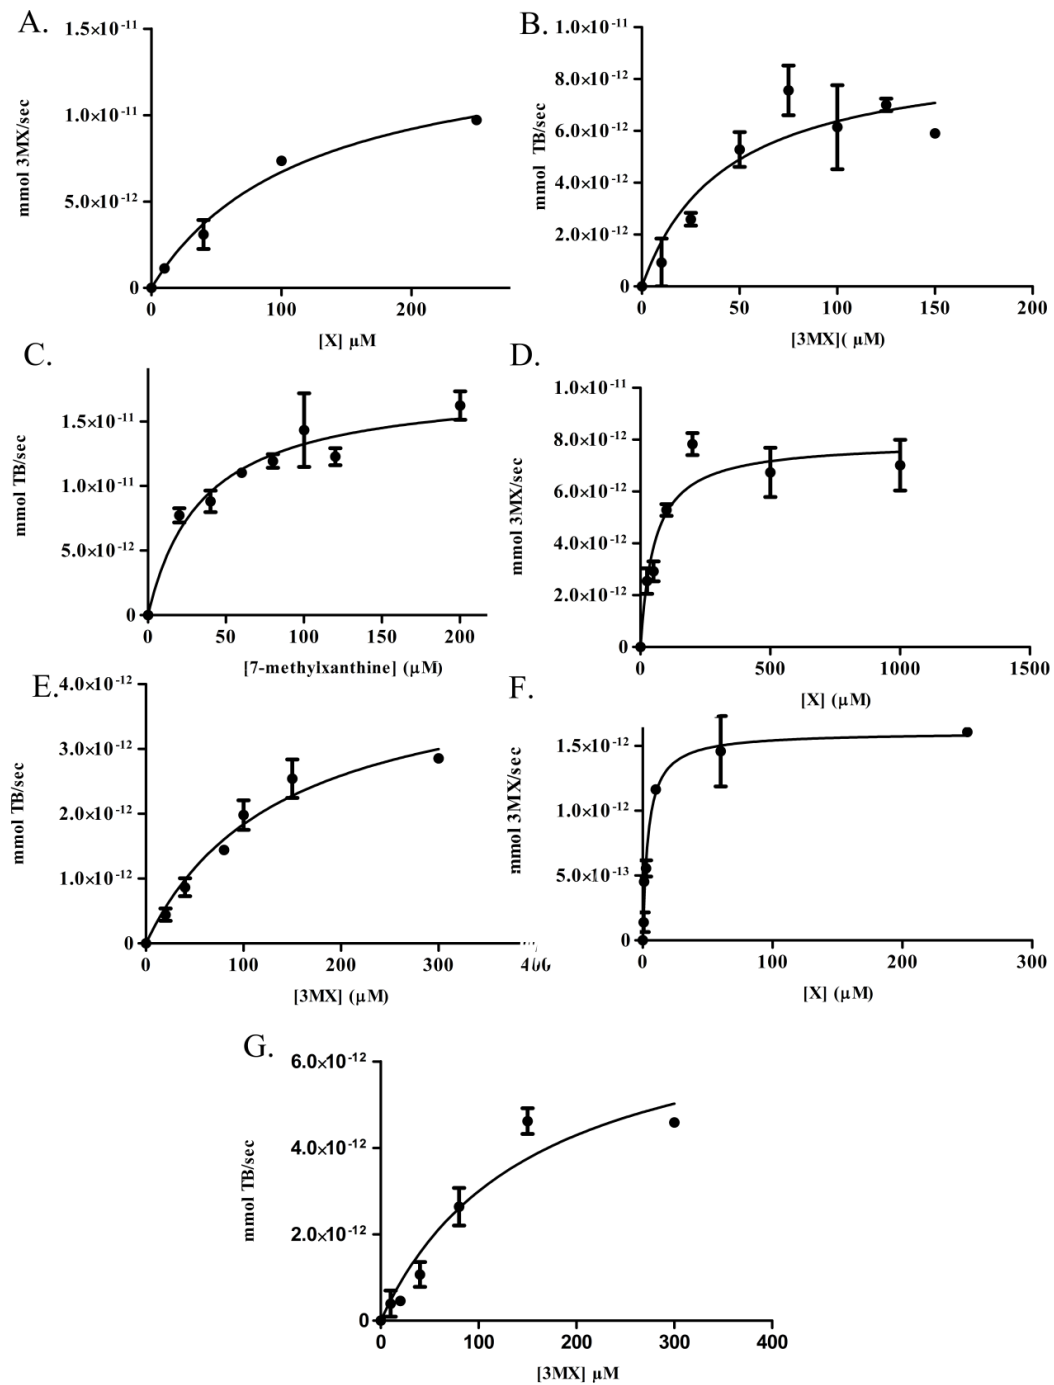 A.
1.5×10⁻¹¹
1.0×10⁻¹¹
5.0×10⁻¹²
0
mmol 3MX/sec
0 100 200
[X] µM
B.
1.0×10⁻¹¹
8.0×10⁻¹²
6.0×10⁻¹²
4.0×10⁻¹²
2.0×10⁻¹²
0
mmol TB/sec
0 50 100 150 200
[3MX]( µM)
C.
1.5×10⁻¹¹
1.0×10⁻¹¹
5.0×10⁻¹²
0
mmol TB/sec
0 50 100 150 200
[7-methylxanthine] (µM)
D.
1.0×10⁻¹¹
8.0×10⁻¹²
6.0×10⁻¹²
4.0×10⁻¹²
2.0×10⁻¹²
0
mmol 3MX/sec
0 500 1000 1500
[X] (µM)
E.
4.0×10⁻¹²
3.0×10⁻¹²
2.0×10⁻¹²
1.0×10⁻¹²
0
mmol TB/sec
0 100 200 300
[3MX] (µM)
F.
1.5×10⁻¹²
1.0×10⁻¹²
5.0×10⁻¹³
0
mmol 3MX/sec
0 100 200 300
[X] (µM)
G.
6.0×10⁻¹²
4.0×10⁻¹²
2.0×10⁻¹²
0
mmol TB/sec
0 100 200 300 400
[3MX] µM